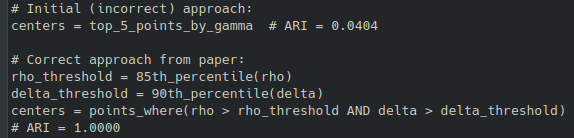 # Initial (incorrect) approach:
centers = top_5_points_by_gamma  # ARI = 0.0404

# Correct approach from paper:
rho_threshold = 85th_percentile(rho)
delta_threshold = 90th_percentile(delta)
centers = points_where(rho > rho_threshold AND delta > delta_threshold)
# ARI = 1.0000